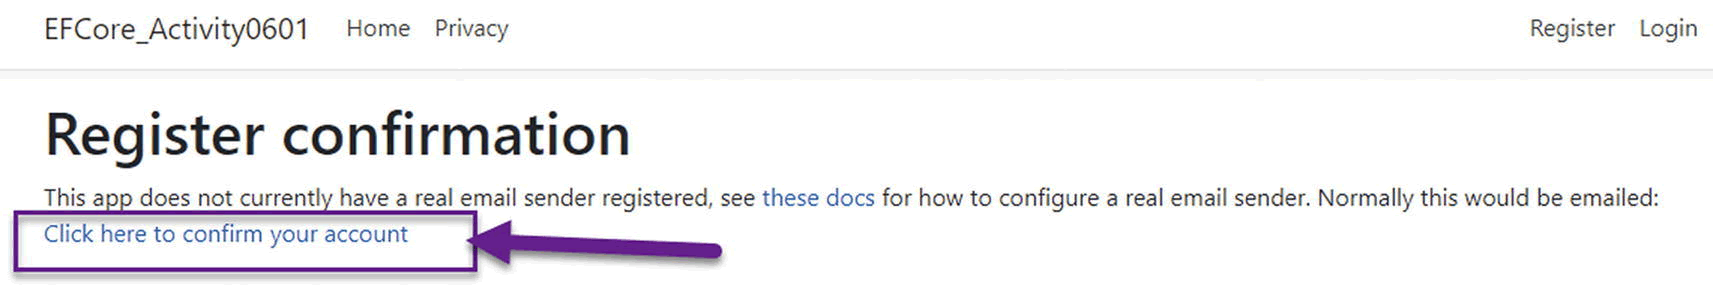 EFCore_Activity0601 Home Privacy Register Login
Register confirmation
This app does not currently have a real email sender registered, see these docs for how to configure a real email sender. Normally this would be emailed:
Click here to confirm your account